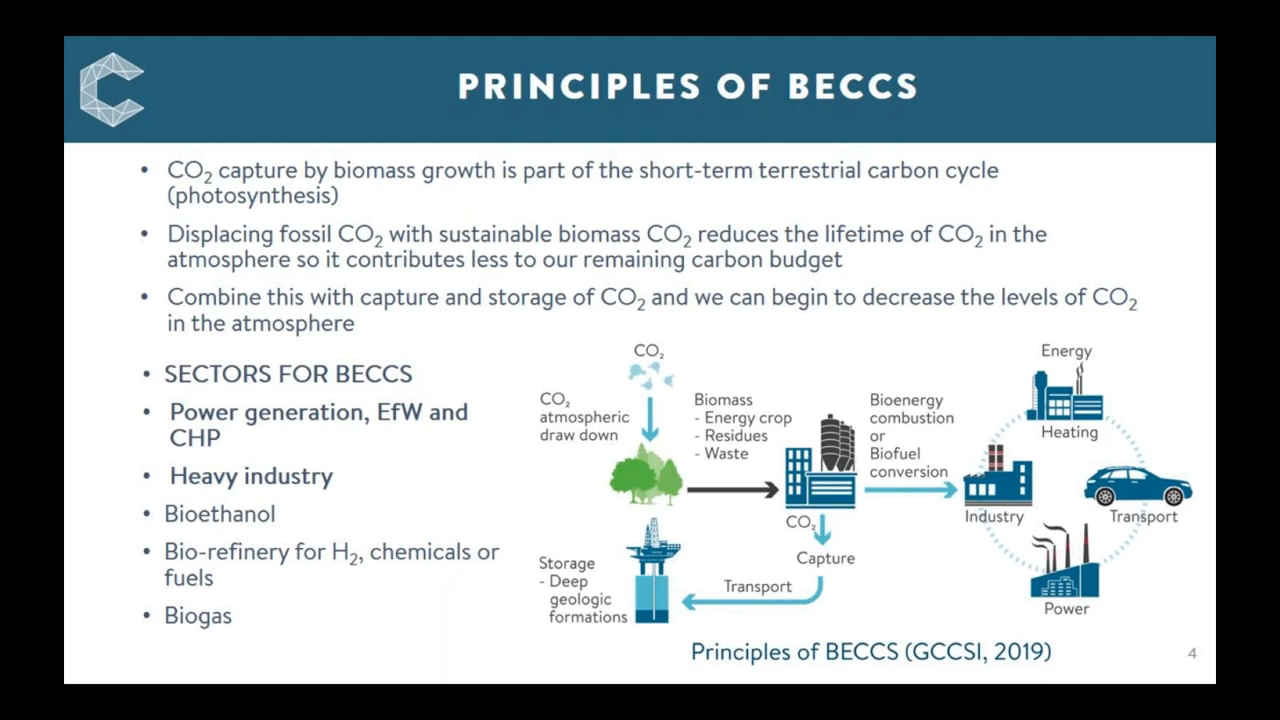 PRINCIPLES OF BECCS
• CO₂ capture by biomass growth is part of the short-term terrestrial carbon cycle
(photosynthesis)
• Displacing fossil CO₂ with sustainable biomass CO₂ reduces the lifetime of CO₂ in the
atmosphere so it contributes less to our remaining carbon budget
• Combine this with capture and storage of CO₂ and we can begin to decrease the levels of CO₂
in the atmosphere
• SECTORS FOR BECCS
• Power generation, EfW and
CHP
• Heavy industry
• Bioethanol
• Bio-refinery for H₂, chemicals or
fuels
• Biogas
CO₂
CO₂
atmospheric
draw down
Biomass
- Energy crop
- Residues
- Waste
Bioenergy
combustion
or
Biofuel
conversion
Energy
Heating
Industry
Transport
Power
CO₂
Capture
Transport
Storage
- Deep
geologic
formations
Principles of BECCS (GCCSI, 2019)
4